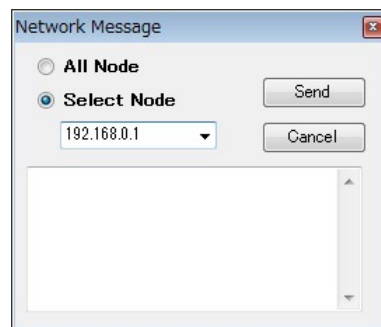 Network Message
All Node
Select Node
Send
192.168.0.1
Cancel